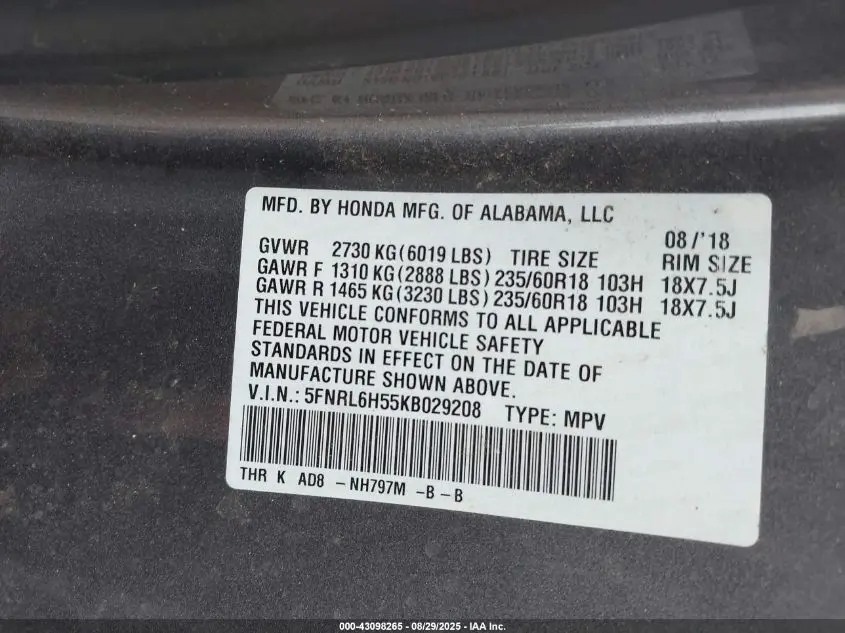 MFD. BY HONDA MFG. OF ALABAMA, LLC 08/'18
GVWR 2730 KG(6019 LBS) TIRE SIZE RIM SIZE
GAWR F 1310 KG(2888 LBS) 235/60R18 103H 18X7.5J
GAWR R 1465 KG(3230 LBS) 235/60R18 103H 18X7.5J
THIS VEHICLE CONFORMS TO ALL APPLICABLE
FEDERAL MOTOR VEHICLE SAFETY
STANDARDS IN EFFECT ON THE DATE OF
MANUFACTURE SHOWN ABOVE.
V.I.N.: 5FNRL6H55KB029208 TYPE: MPV
THR K AD8 - NH797M -B-B
000-43098265 - 08/29/2025 - IAA Inc.